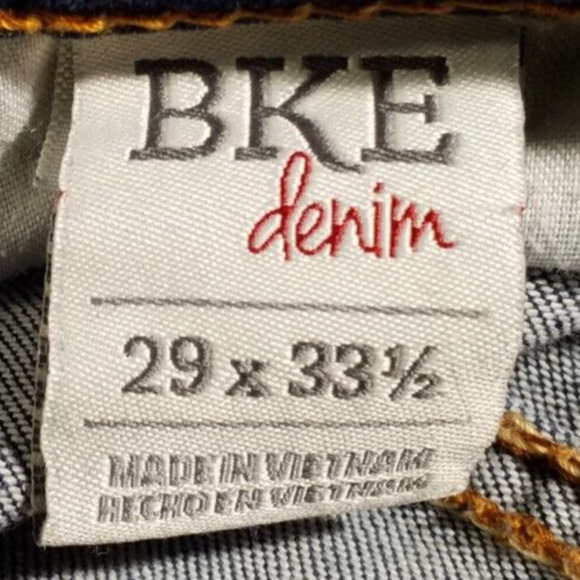 BKE
denim
29 x 33½
MADE IN VIETNAM
HECHO EN VIETNAM